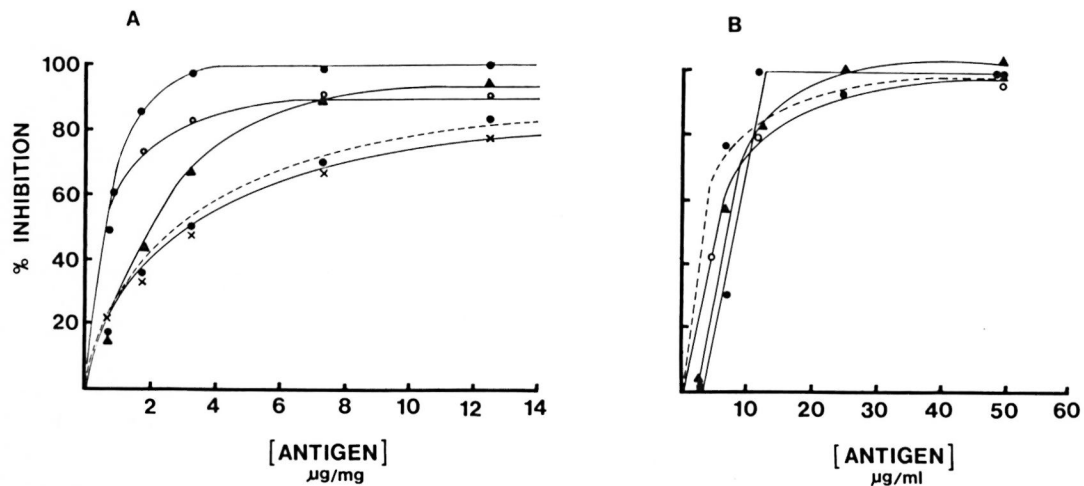 A
B
100
80
60
40
20
% INHIBITION
2 4 6 8 10 12 14
10 20 30 40 50 60
[ANTIGEN]
µg/mg
[ANTIGEN]
µg/ml